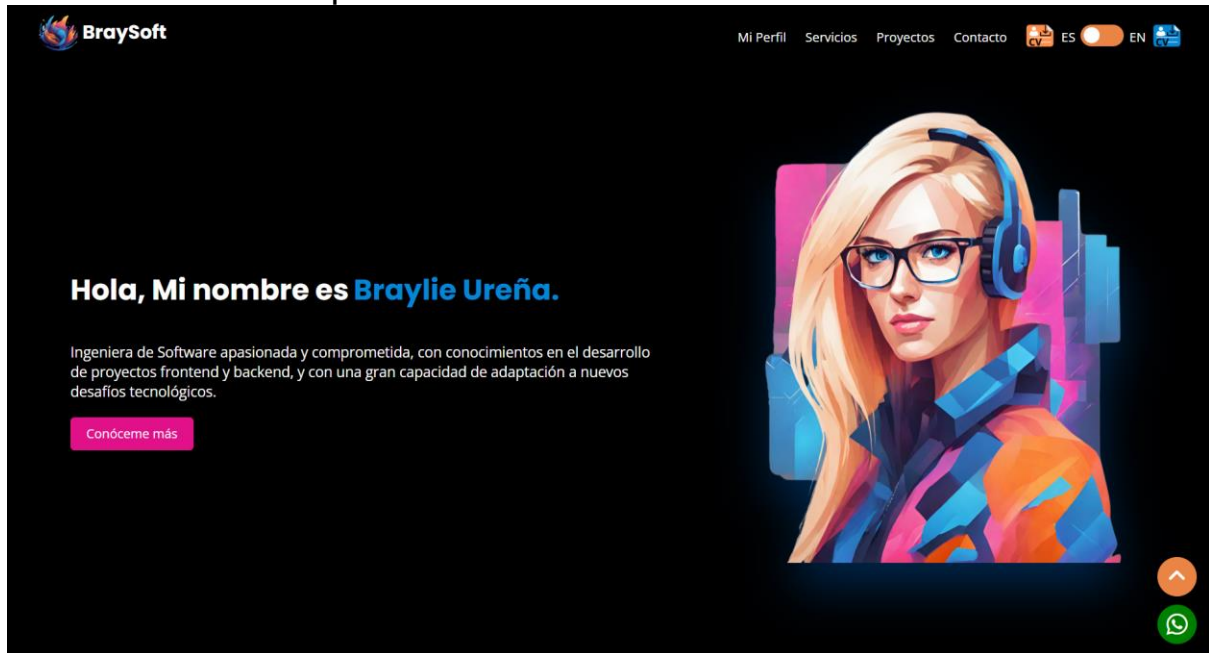 BraySoft
Mi Perfil Servicios Proyectos Contacto CV ES EN CV
Hola, Mi nombre es Braylie Ureña.
Ingeniera de Software apasionada y comprometida, con conocimientos en el desarrollo
de proyectos frontend y backend, y con una gran capacidad de adaptación a nuevos
desafíos tecnológicos.
Conóceme más